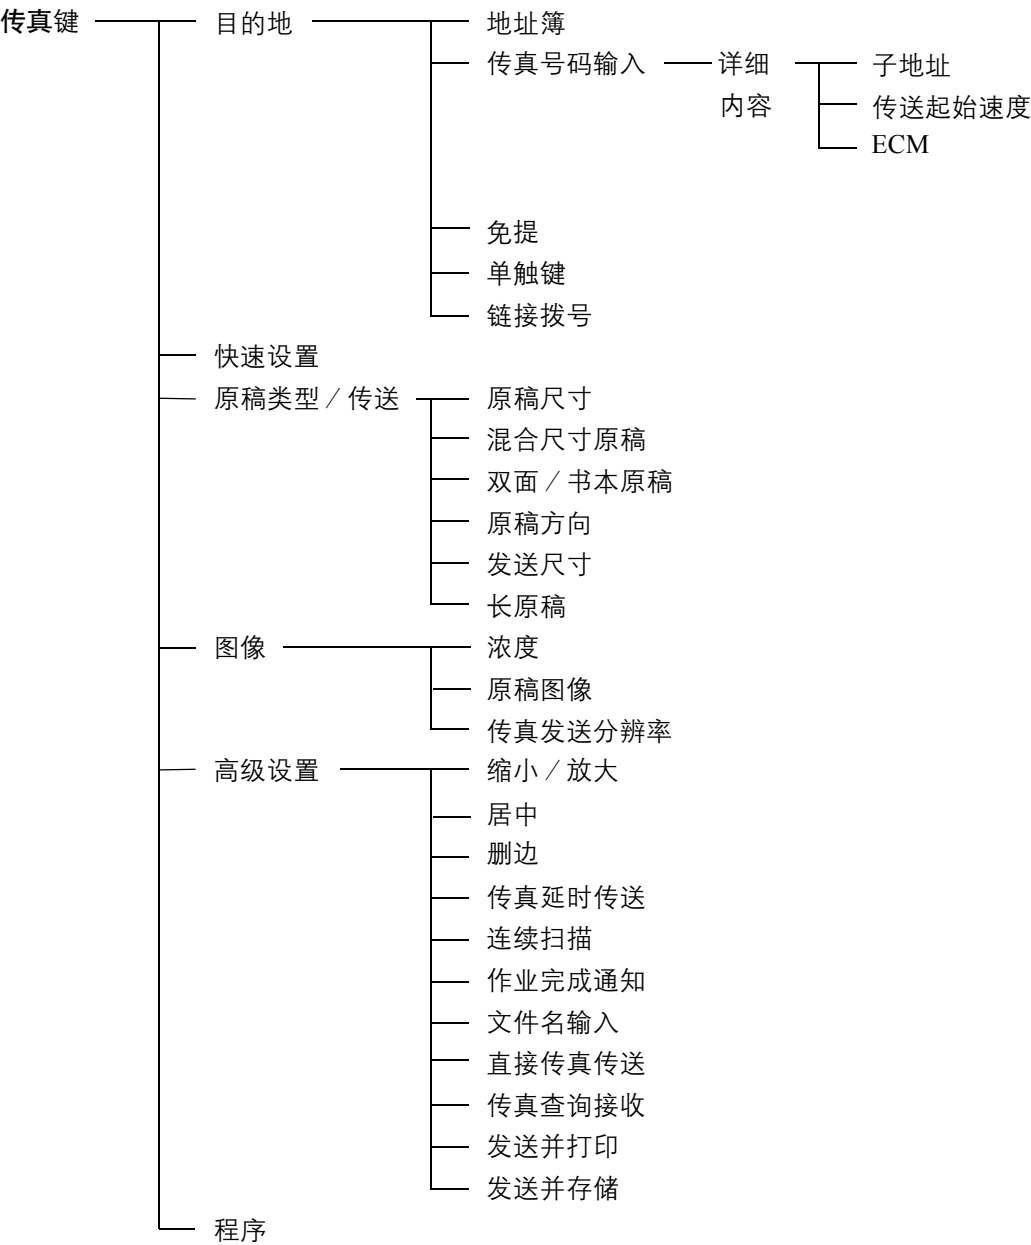 传真键 目的地 地址簿
传真号码输入 详细 子地址
内容 传送起始速度
ECM
免提
单触键
链接拨号
快速设置
原稿类型 / 传送 原稿尺寸
混合尺寸原稿
双面 / 书本原稿
原稿方向
发送尺寸
长原稿
图像 浓度
原稿图像
传真发送分辨率
高级设置 缩小 / 放大
居中
删边
传真延时传送
连续扫描
作业完成通知
文件名输入
直接传真传送
传真查询接收
发送并打印
发送并存储
程序